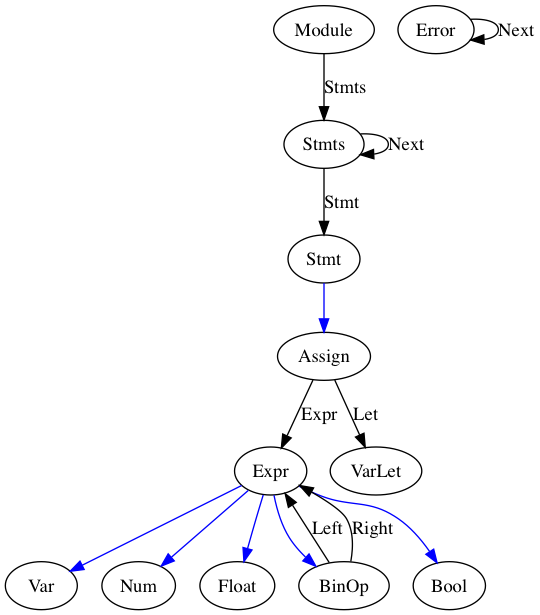 Module
Error
Next
Stmts
Stmts
Next
Stmt
Stmt
Assign
Expr
Let
Expr
VarLet
Left
Right
Var
Num
Float
BinOp
Bool